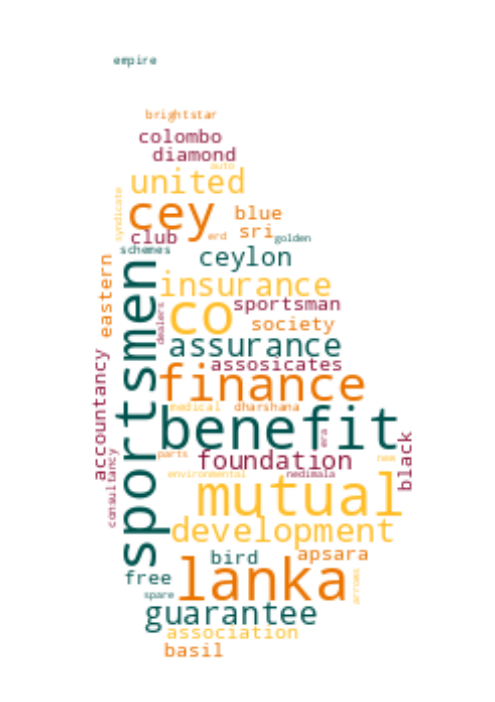 empire
brightstar
colombo
diamond
auto
united
syndicate
cey
blue
sri
club
erd
golden
schemes
ceylon
eastern
insurance
sportsmen
co
sportsman
dealers
society
assurance
assosicates
accountancy
finance
medical
dharshana
benefit
era
black
parts
foundation
new
consultancy
environmental
nedimala
mutual
development
bird
apsara
free
lanka
arrows
spare
guarantee
association
basil